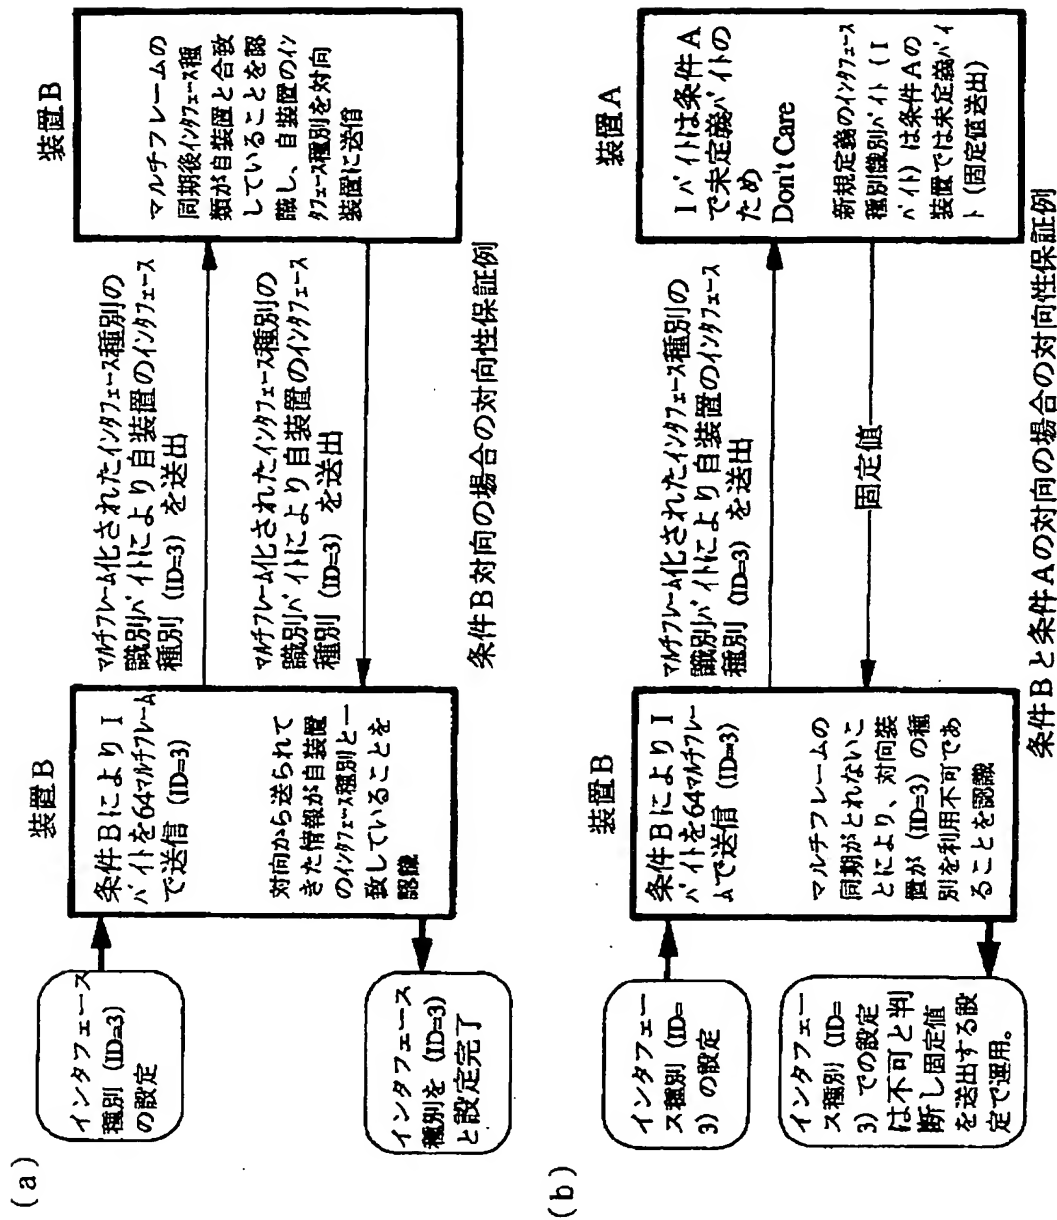 (a)
インタフェース
種別 (ID=3)
の設定
インタフェース
種別を (ID=3)
と設定完了
装置B
条件BによりI
バイトを64マルチフレーム
で送信 (ID=3)
対向から送られて
きた情報が自装置
のインタフェース種別と一
致していることを
認識
マルチフレーム化されたインタフェース種別の
識別バイトにより自装置のインタフェース
種別 (ID=3) を送出
マルチフレーム化されたインタフェース種別の
識別バイトにより自装置のインタフェース
種別 (ID=3) を送出
装置B
マルチフレームの
同期後インタフェース種
類が自装置と合致
していることを認
識し、自装置のイン
タフェース種別を対向
装置に送信
条件B対向の場合の対向性保証例
(b)
インタフェー
ス種別 (ID=
3) の設定
インタフェー
ス種別 (ID=
3) での設定
は不可と判
断し固定値
を送出する設
定で運用。
装置B
条件BによりI
バイトを64マルチフレー
ムで送信 (ID=3)
マルチフレームの
同期がとれないこ
とにより、対向装
置が (ID=3) の種
別を利用不可であ
ることを認識
マルチフレーム化されたインタフェース種別の
識別バイトにより自装置のインタフェース
種別 (ID=3) を送出
固定値
装置A
Iバイトは条件A
で未定義バイトの
ため
Don't Care
新規定義のインタフェース
種別識別バイト (I
バイト) は条件Aの
装置では未定義バイ
ト (固定値送出)
条件Bと条件Aの対向の場合の対向性保証例